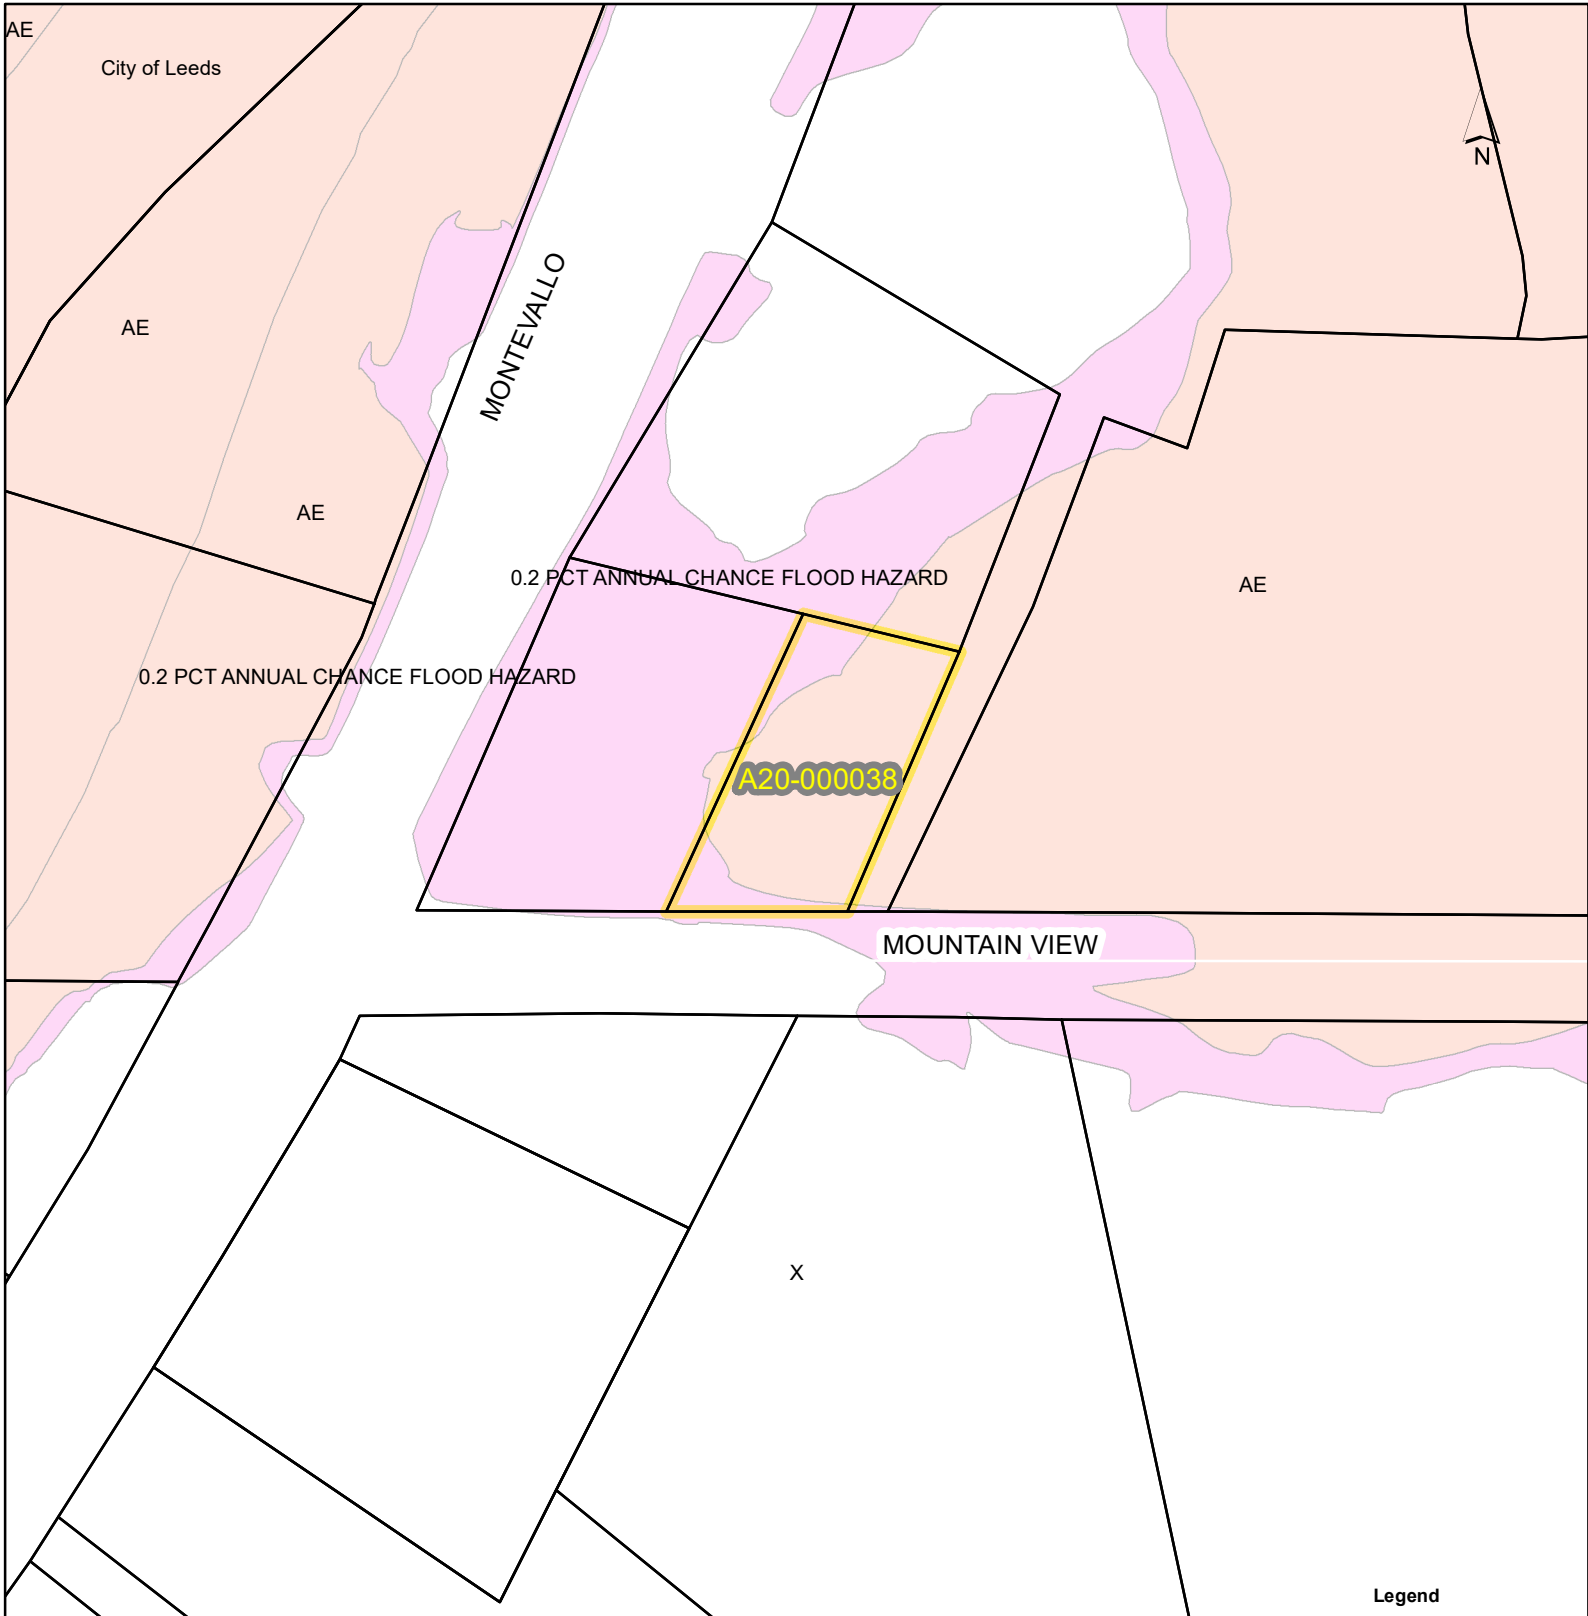 AE
City of Leeds
N
AE
MONTEVALLO
AE
0.2 PCT ANNUAL CHANCE FLOOD HAZARD
AE
0.2 PCT ANNUAL CHANCE FLOOD HAZARD
A20-000038
MOUNTAIN VIEW
X
Legend